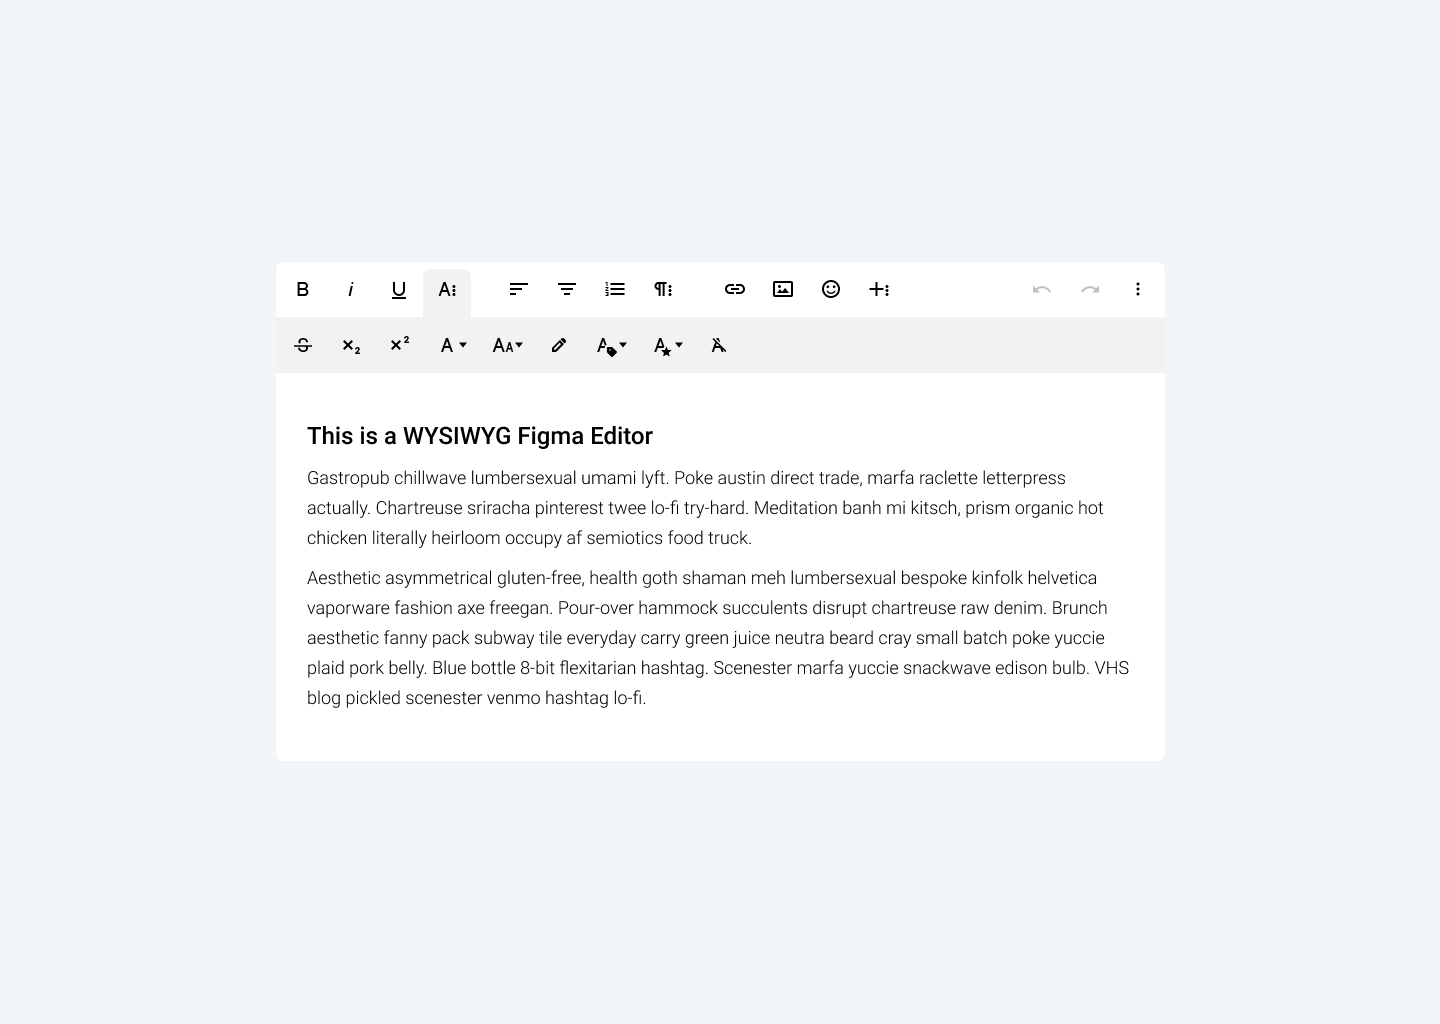 This is a WYSIWYG Figma Editor
Gastropub chillwave lumbersexual umami lyft. Poke austin direct trade, marfa raclette letterpress
actually. Chartreuse sriracha pinterest twee lo-fi try-hard. Meditation banh mi kitsch, prism organic hot
chicken literally heirloom occupy af semiotics food truck.
Aesthetic asymmetrical gluten-free, health goth shaman meh lumbersexual bespoke kinfolk helvetica
vaporware fashion axe freegan. Pour-over hammock succulents disrupt chartreuse raw denim. Brunch
aesthetic fanny pack subway tile everyday carry green juice neutra beard cray small batch poke yuccie
plaid pork belly. Blue bottle 8-bit flexitarian hashtag. Scenester marfa yuccie snackwave edison bulb. VHS
blog pickled scenester venmo hashtag lo-fi.